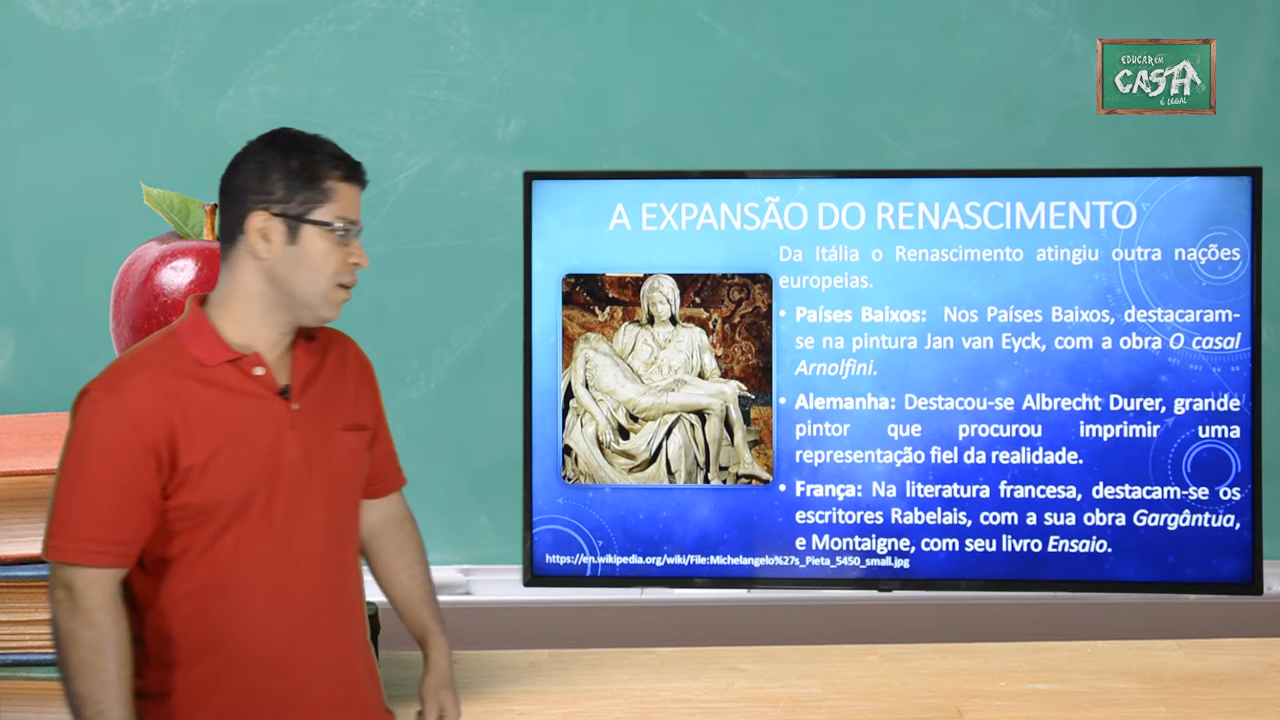 EDUCAR EM
CASA
É LEGAL
A EXPANSÃO DO RENASCIMENTO
Da Itália o Renascimento atingiu outra nações
europeias.
• Países Baixos: Nos Países Baixos, destacaram-
se na pintura Jan van Eyck, com a obra O casal
Arnolfini.
• Alemanha: Destacou-se Albrecht Durer, grande
pintor que procurou imprimir uma
representação fiel da realidade.
• França: Na literatura francesa, destacam-se os
escritores Rabelais, com a sua obra Gargântua,
e Montaigne, com seu livro Ensaio.
https://en.wikipedia.org/wiki/File:Michelangelo%27s_Pieta_5450_small.jpg